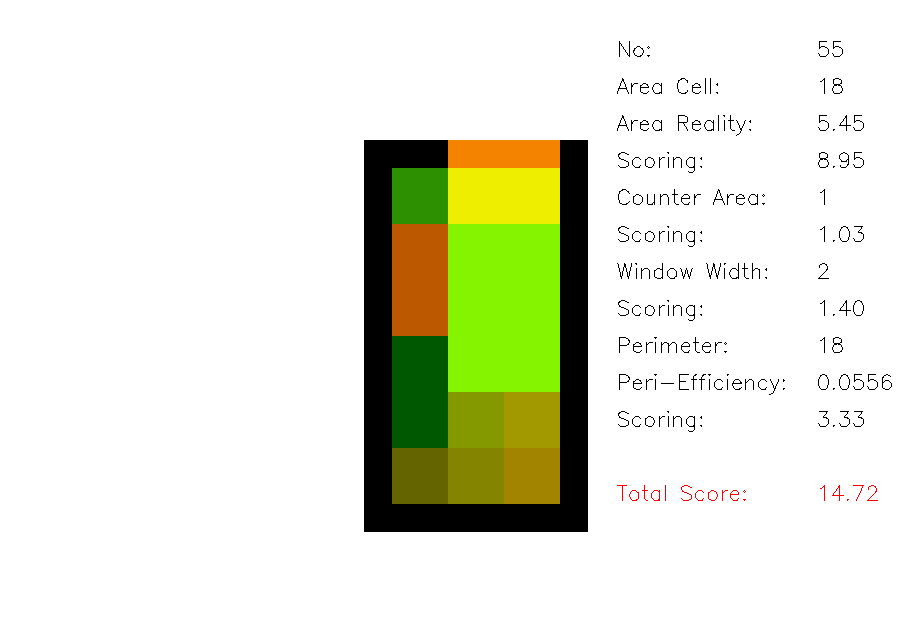 No: 55
Area Cell: 18
Area Reality: 5.45
Scoring: 8.95
Counter Area: 1
Scoring: 1.03
Window Width: 2
Scoring: 1.40
Perimeter: 18
Peri-Efficiency: 0.0556
Scoring: 3.33
Total Score: 14.72